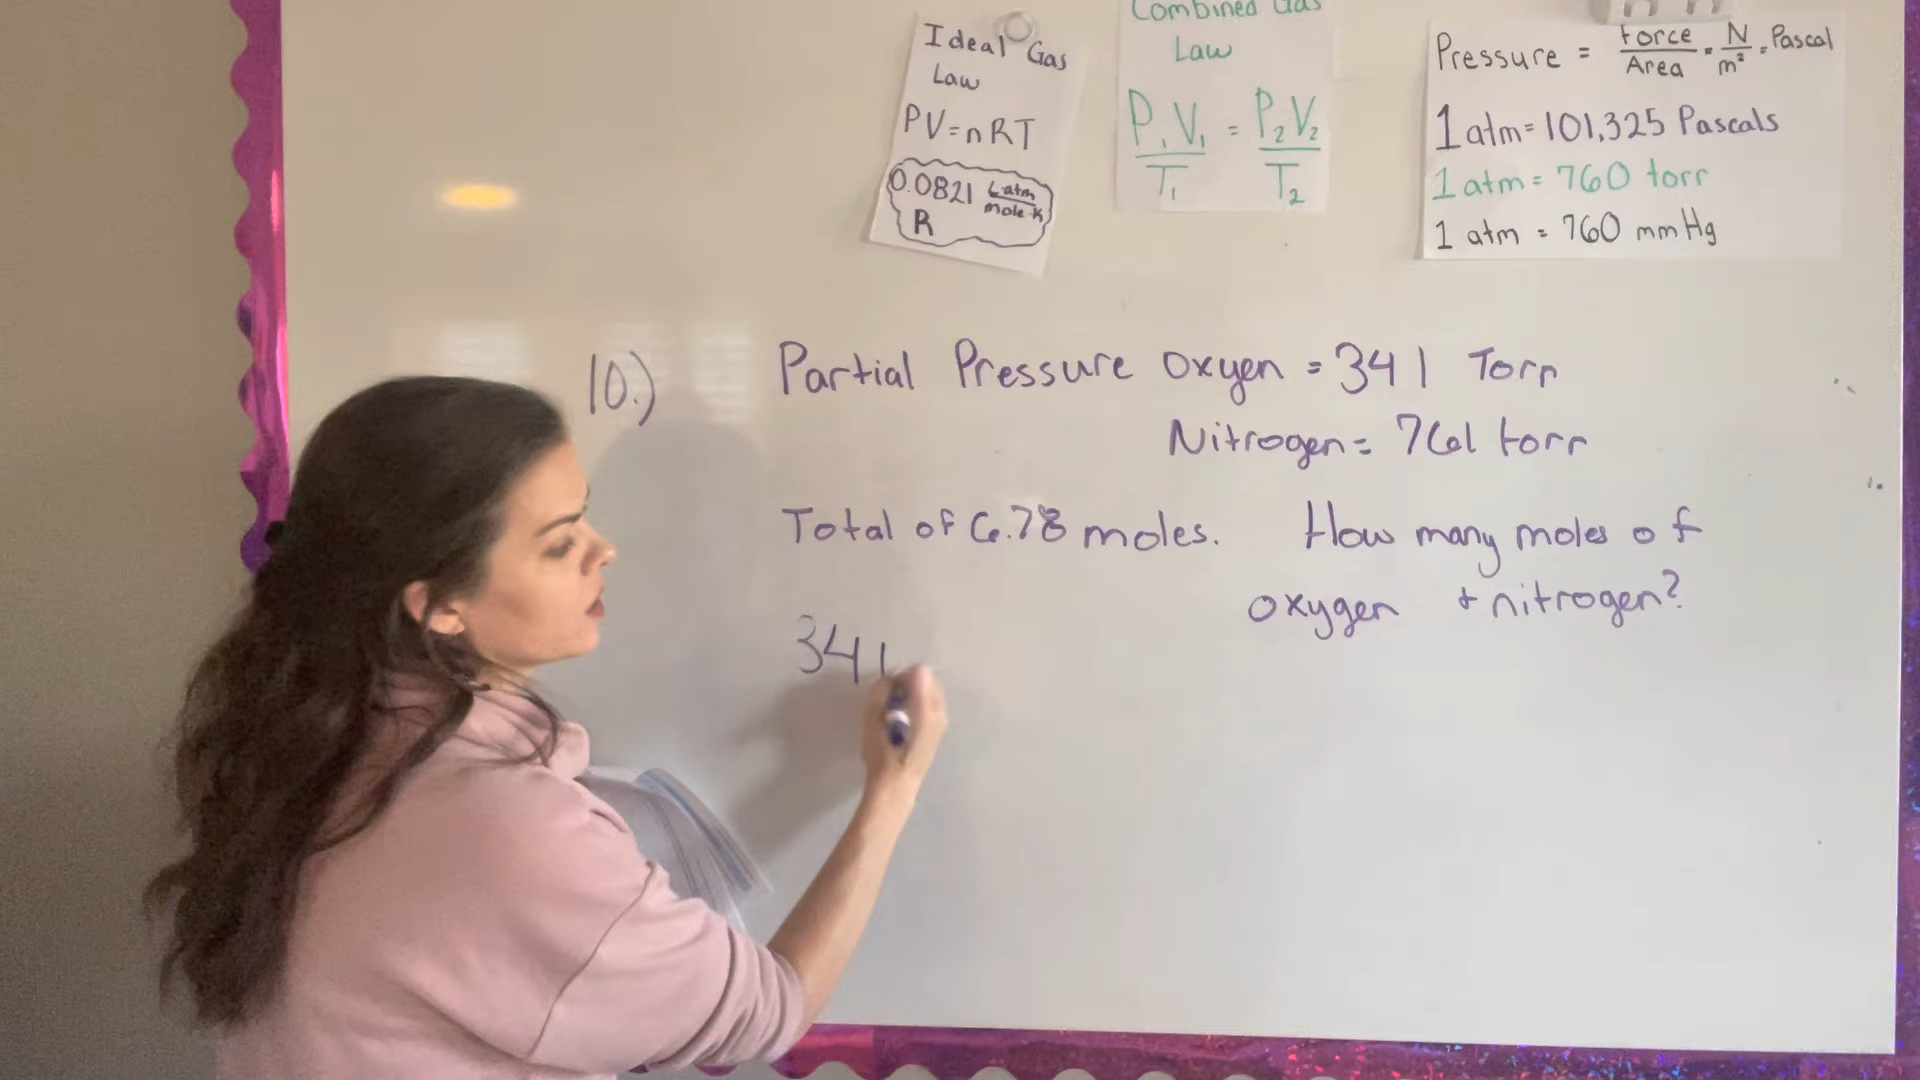 Ideal Gas
Law
PV=nRT
0.0821 L·atm/mole·K
R
Combined Gas
Law
P₁V₁/T₁ = P₂V₂/T₂
Pressure = Force/Area = N/m² = Pascal
1 atm = 101,325 Pascals
1 atm = 760 torr
1 atm = 760 mmHg
10.) Partial Pressure Oxyen = 341 Torr
Nitrogen = 761 torr
Total of 6.78 moles. How many moles of
oxygen + nitrogen?
341